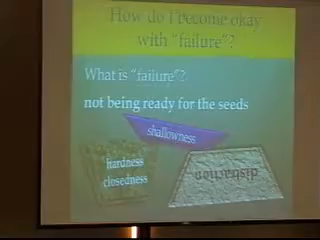 How do I become okay
with "failure"?
What is "failure"?
not being ready for the seeds
shallowness
hardness
closedness
distraction